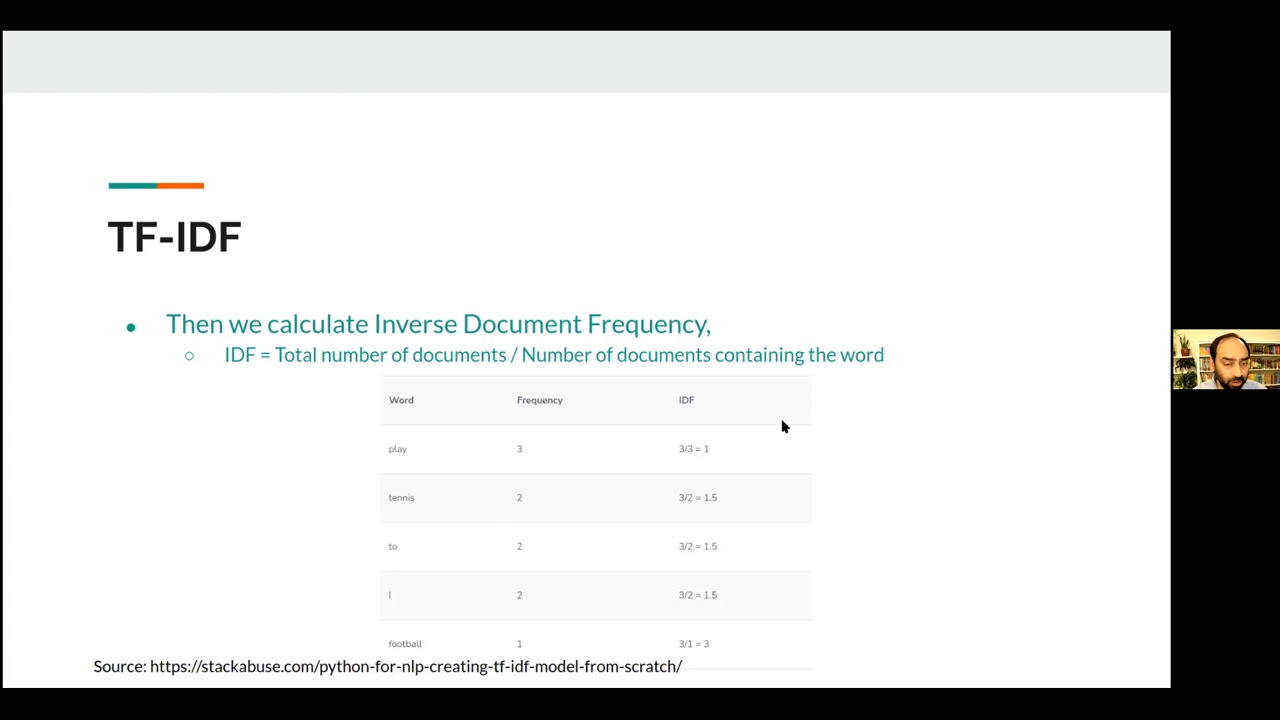 TF-IDF
● Then we calculate Inverse Document Frequency,
○ IDF = Total number of documents / Number of documents containing the word
Word Frequency IDF
play 3 3/3 = 1
tennis 2 3/2 = 1.5
to 2 3/2 = 1.5
I 2 3/2 = 1.5
football 1 3/1 = 3
Source: https://stackabuse.com/python-for-nlp-creating-tf-idf-model-from-scratch/